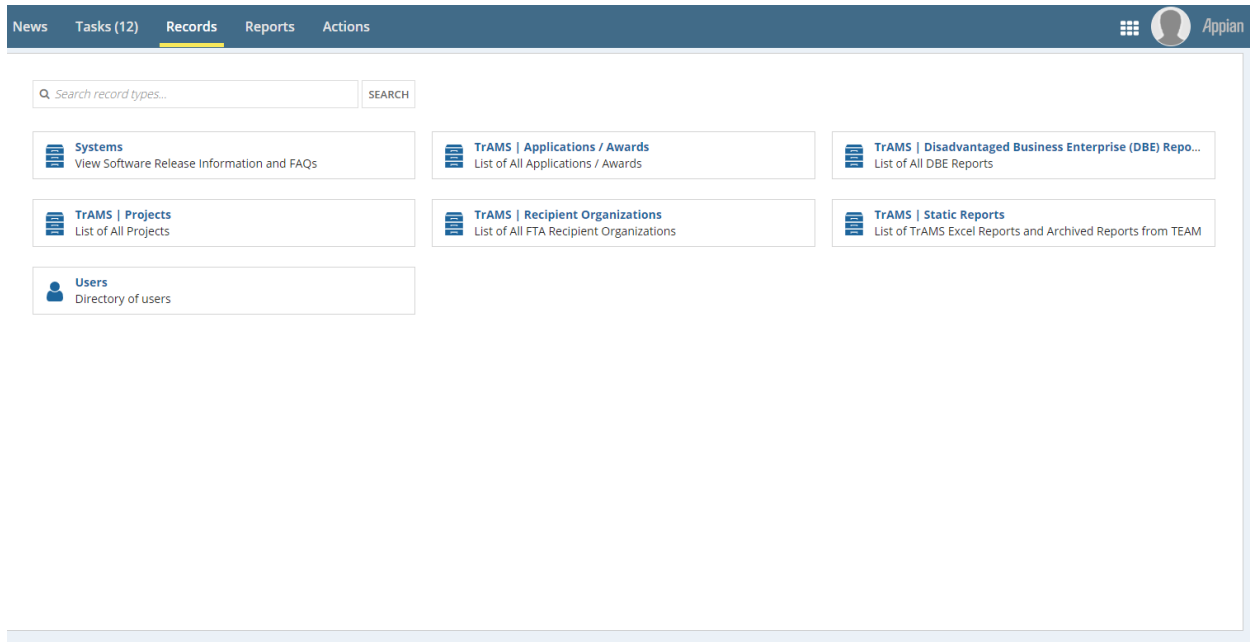 News Tasks (12) Records Reports Actions Appian
Search record types... SEARCH
Systems
View Software Release Information and FAQs
TrAMS | Applications / Awards
List of All Applications / Awards
TrAMS | Disadvantaged Business Enterprise (DBE) Repo...
List of All DBE Reports
TrAMS | Projects
List of All Projects
TrAMS | Recipient Organizations
List of All FTA Recipient Organizations
TrAMS | Static Reports
List of TrAMS Excel Reports and Archived Reports from TEAM
Users
Directory of users